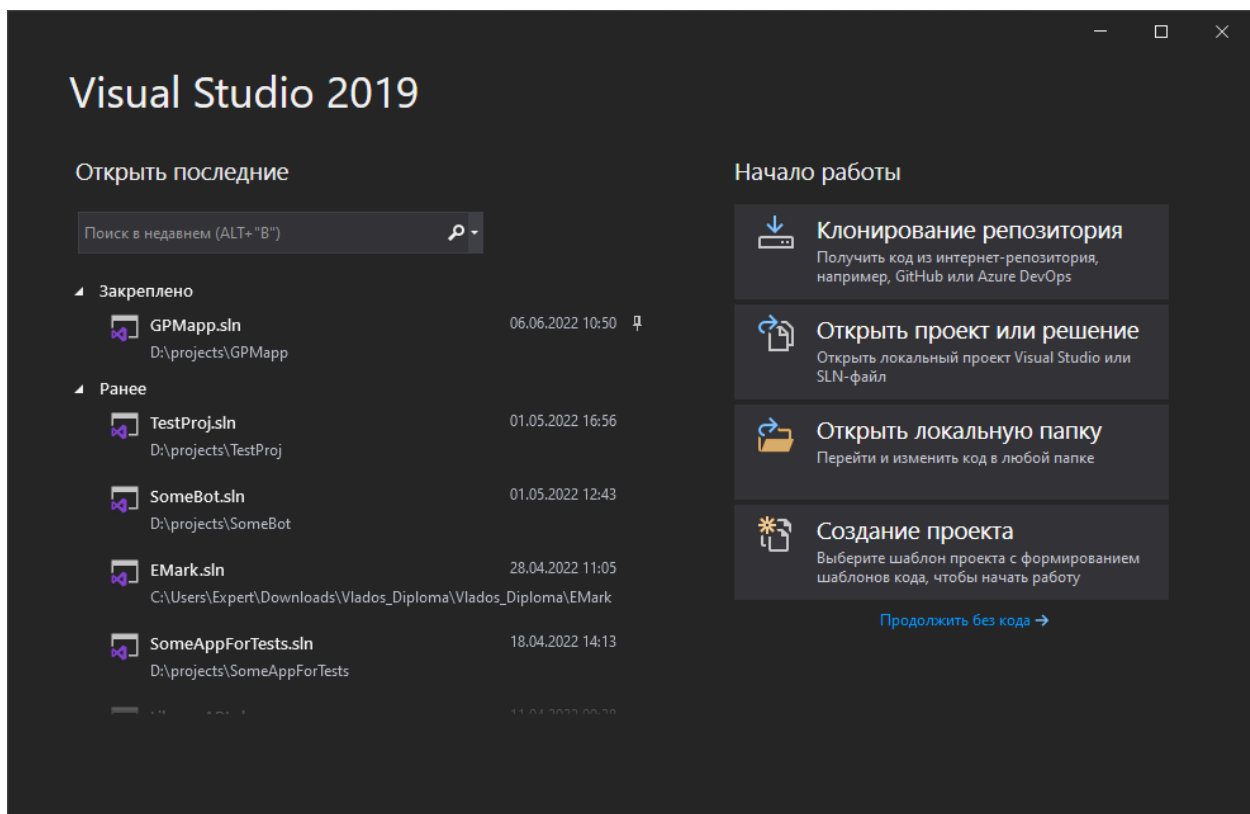 Visual Studio 2019
Открыть последние
Поиск в недавнем (ALT+"В")
Закреплено
GPMapp.sln 06.06.2022 10:50
D:\projects\GPMapp
Ранее
TestProj.sln 01.05.2022 16:56
D:\projects\TestProj
SomeBot.sln 01.05.2022 12:43
D:\projects\SomeBot
EMark.sln 28.04.2022 11:05
C:\Users\Expert\Downloads\Vlados_Diploma\Vlados_Diploma\EMark
SomeAppForTests.sln 18.04.2022 14:13
D:\projects\SomeAppForTests
Начало работы
Клонирование репозитория
Получить код из интернет-репозитория,
например, GitHub или Azure DevOps
Открыть проект или решение
Открыть локальный проект Visual Studio или
SLN-файл
Открыть локальную папку
Перейти и изменить код в любой папке
Создание проекта
Выберите шаблон проекта с формированием
шаблонов кода, чтобы начать работу
Продолжить без кода →